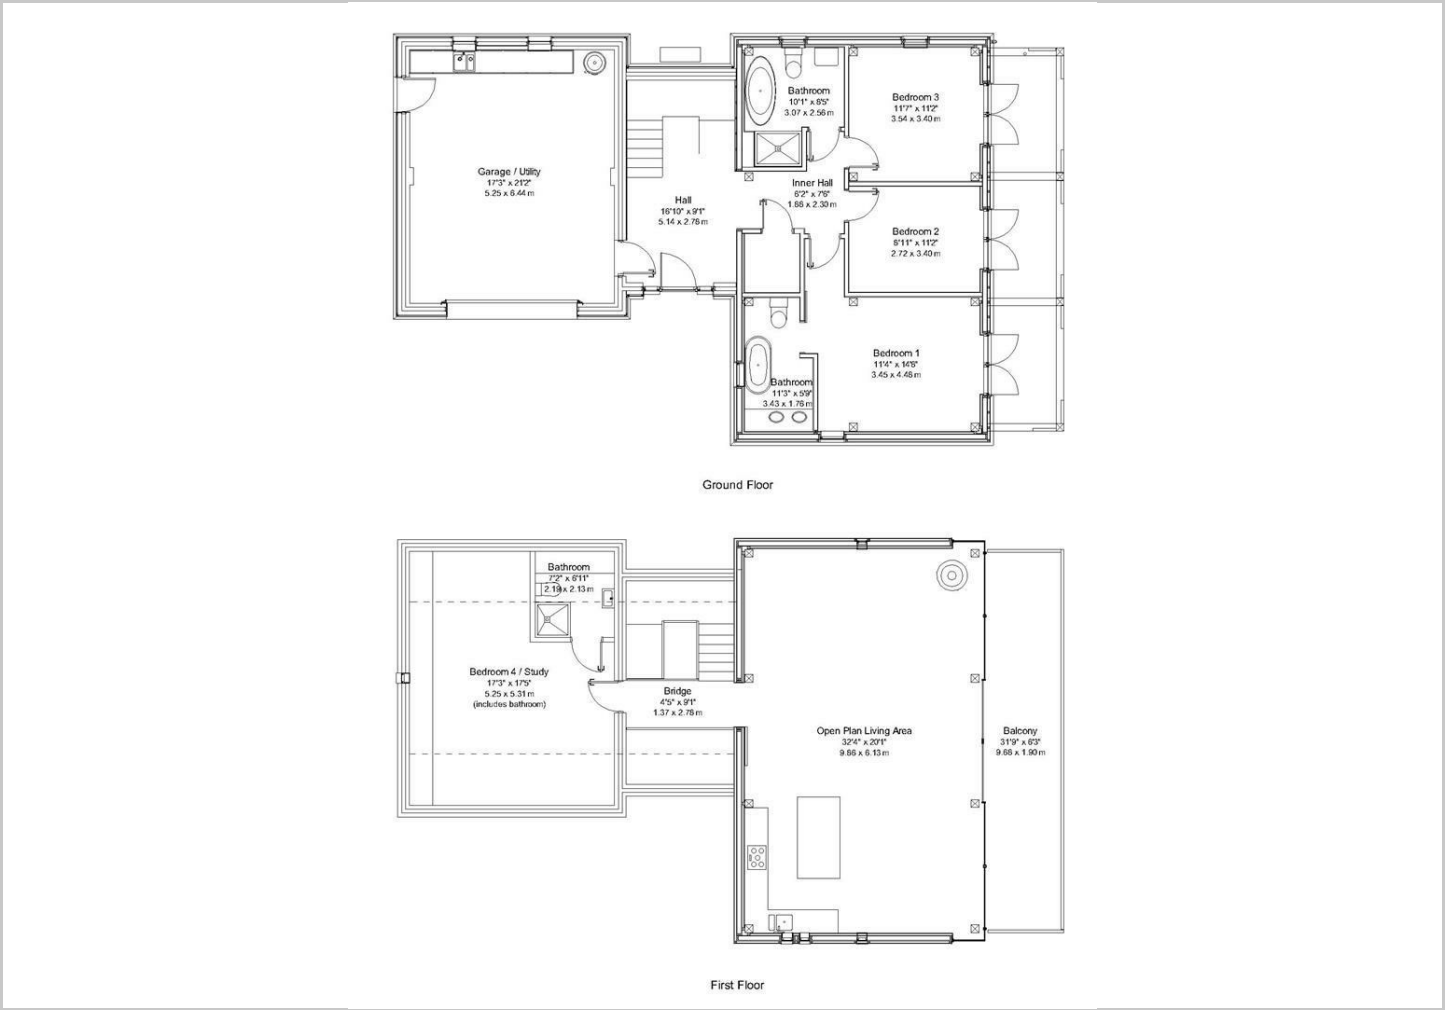 Bathroom
10'1" x 8'5"
3.07 x 2.56 m
Bedroom 3
11'7" x 11'2"
3.54 x 3.40 m
Garage / Utility
17'3" x 21'2"
5.25 x 6.44 m
Inner Hall
6'2" x 7'6"
1.88 x 2.30 m
Hall
16'10" x 9'1"
5.14 x 2.78 m
Bedroom 2
8'11" x 11'2"
2.72 x 3.40 m
Bedroom 1
11'4" x 14'8"
3.45 x 4.48 m
Bathroom
11'3" x 5'9"
3.43 x 1.76 m
Ground Floor
Bathroom
7'2" x 6'11"
2.19 x 2.13 m
Bedroom 4 / Study
17'3" x 17'5"
5.25 x 5.31 m
(includes bathroom)
Bridge
4'5" x 9'1"
1.37 x 2.78 m
Open Plan Living Area
32'4" x 20'1"
9.86 x 6.13 m
Balcony
31'9" x 6'3"
9.68 x 1.90 m
First Floor